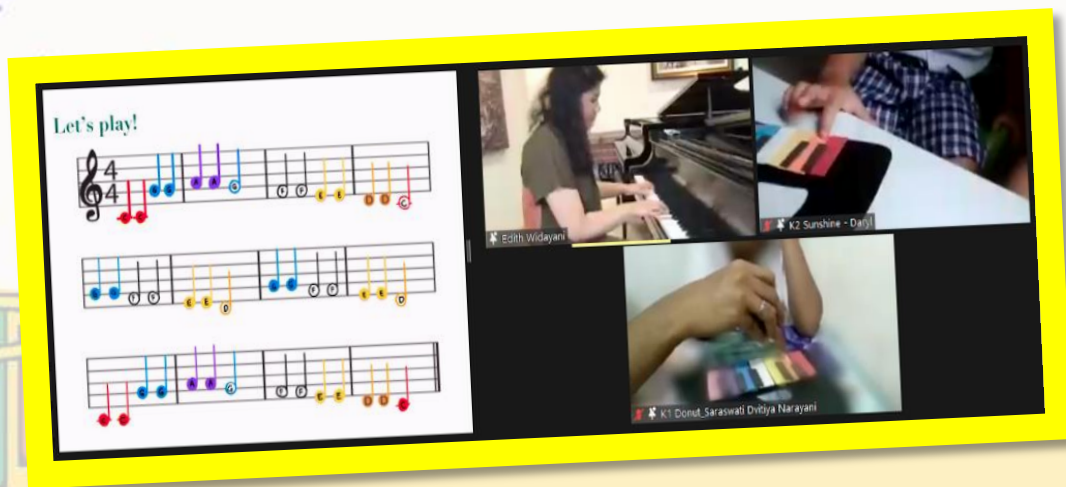 Let's play!
4
4
C C G G A A G F F E E D D C
G G F F E E D G G F F E E D
C C G G A A G F F E E D D C
Edith Widayani
K2 Sunshine - Daryl
K1 Donut_Saraswati Dvitiya Narayani